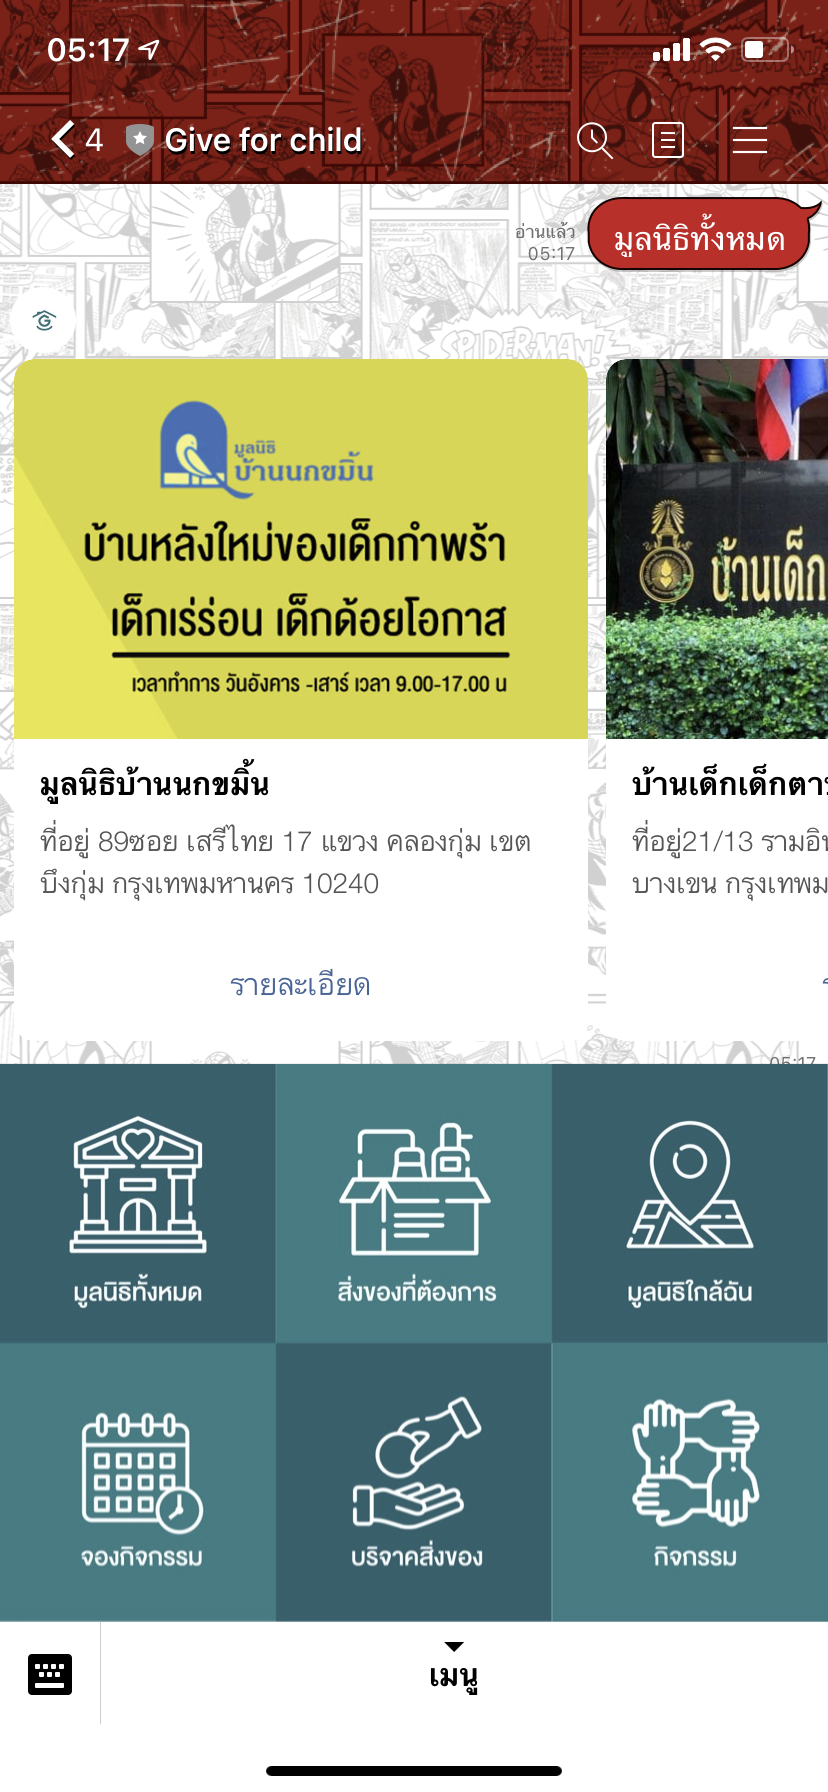 05:17
4 Give for child
อ่านแล้ว
05:17
มูลนิธิทั้งหมด
SPIDER-MAN!
มูลนิธิ
บ้านนกขมิ้น
บ้านหลังใหม่ของเด็กกำพร้า
เด็กเร่ร่อน เด็กด้อยโอกาส
เวลาทำการ วันอังคาร -เสาร์ เวลา 9.00-17.00 น
บ้านเด็ก
มูลนิธิบ้านนกขมิ้น
ที่อยู่ 89ซอย เสรีไทย 17 แขวง คลองกุ่ม เขต
บึงกุ่ม กรุงเทพมหานคร 10240
รายละเอียด
บ้านเด็กเด็กตา
ที่อยู่21/13 รามอิน
บางเขน กรุงเทพม
05:17
มูลนิธิทั้งหมด
สิ่งของที่ต้องการ
มูลนิธิใกล้ฉัน
จองกิจกรรม
บริจาคสิ่งของ
กิจกรรม
เมนู